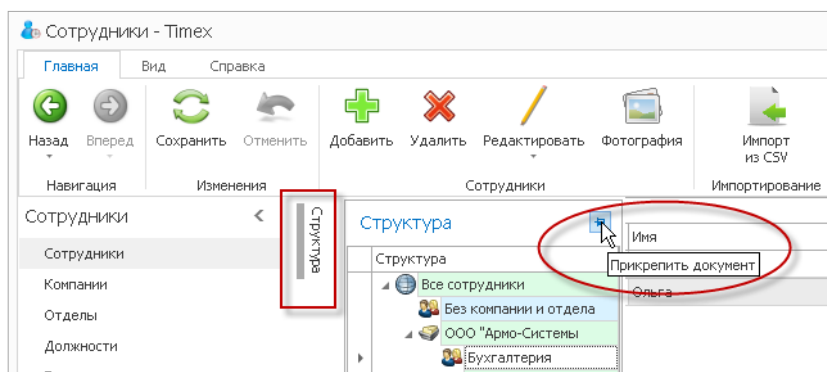 Сотрудники - Timex
Главная Вид Справка
Назад Вперед Сохранить Отменить Добавить Удалить Редактировать Фотография Импорт
из CSV
Навигация Изменения Сотрудники Импортирование
Сотрудники
Сотрудники
Компании
Отделы
Должности
Структура
Структура
Структура
Все сотрудники
Без компании и отдела
ООО "Армо-Системы
Бухгалтерия
Имя
Прикрепить документ
Ольга